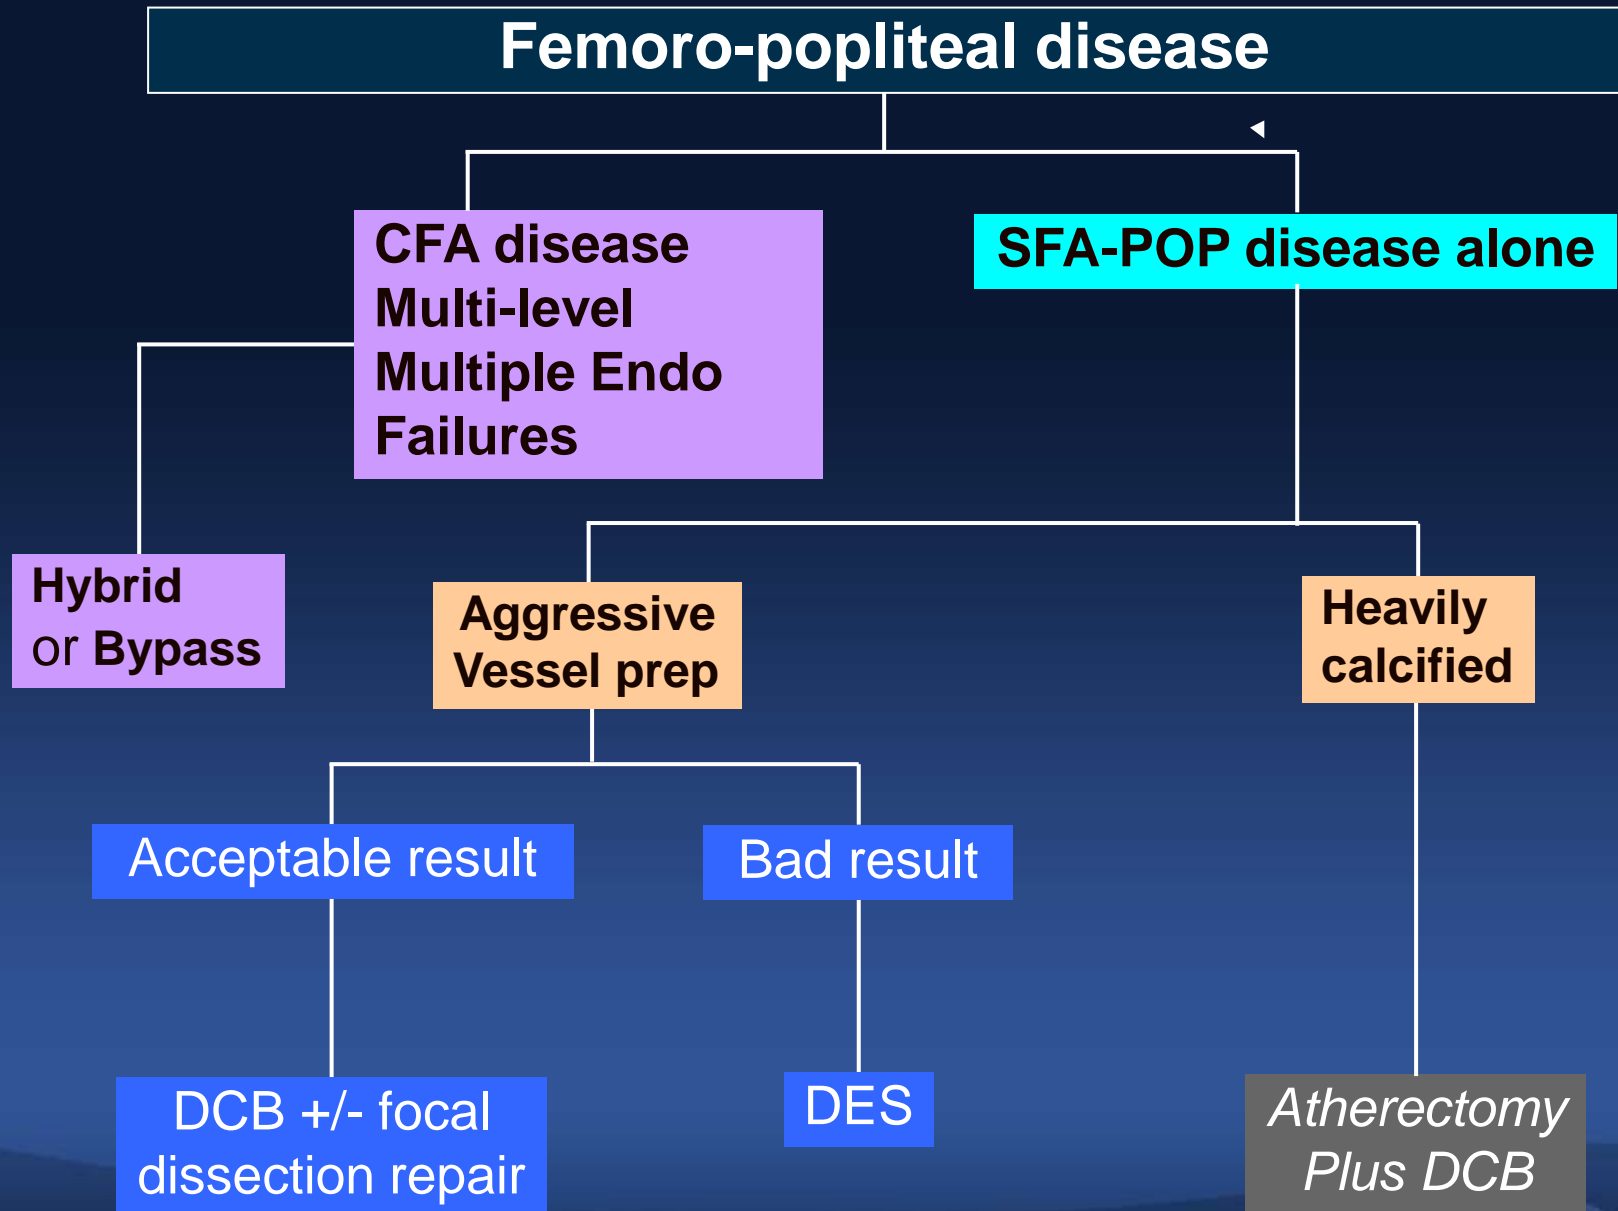 Femoro-popliteal disease
CFA disease
Multi-level
Multiple Endo
Failures
SFA-POP disease alone
Hybrid
or Bypass
Aggressive
Vessel prep
Heavily
calcified
Acceptable result
Bad result
DCB +/- focal
dissection repair
DES
Atherectomy
Plus DCB